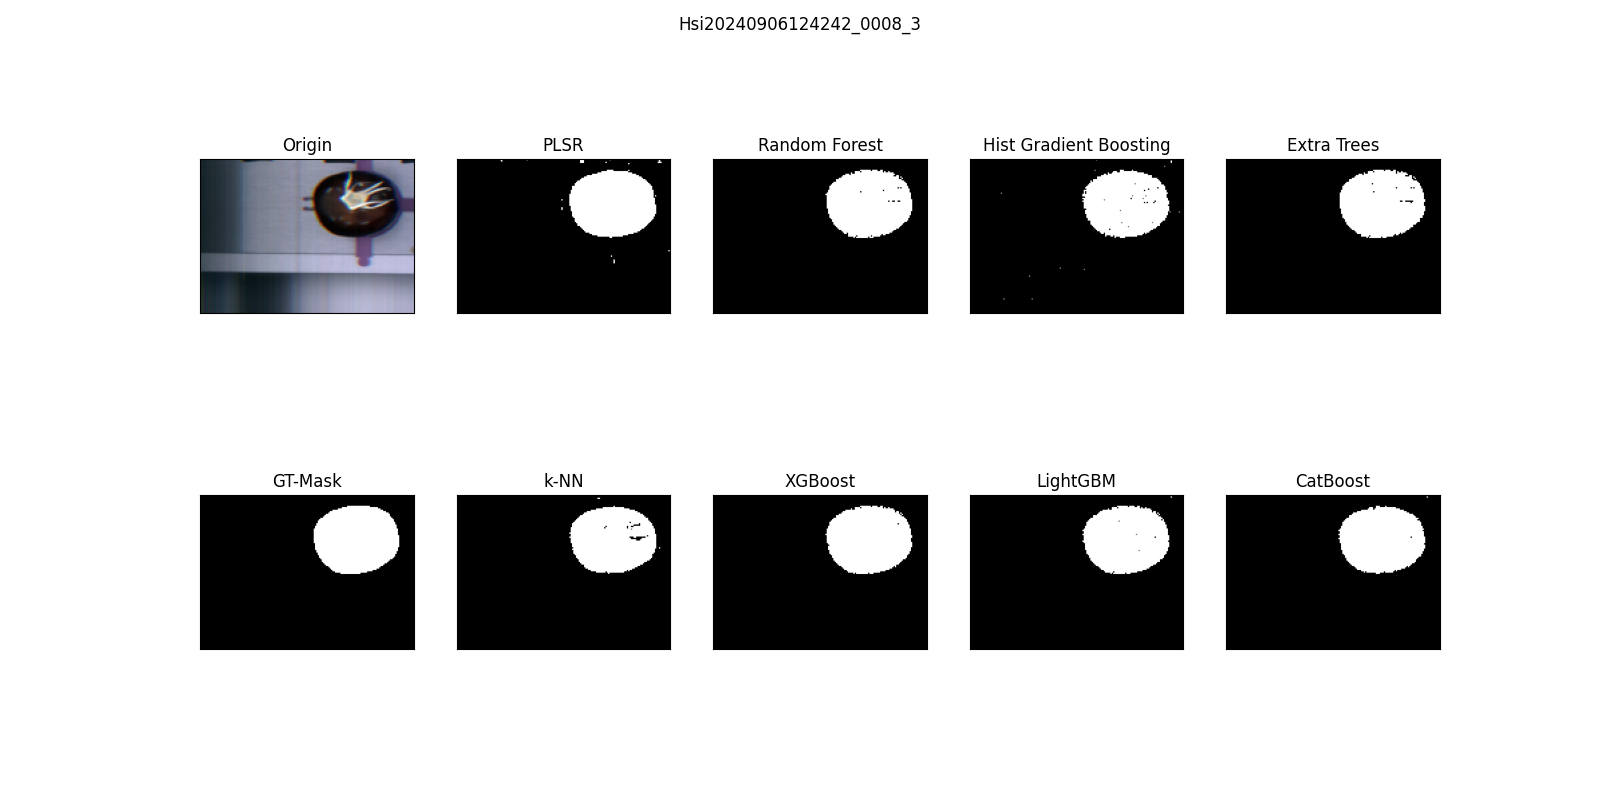 Hsi20240906124242_0008_3
Origin
PLSR
Random Forest
Hist Gradient Boosting
Extra Trees
GT-Mask
k-NN
XGBoost
LightGBM
CatBoost